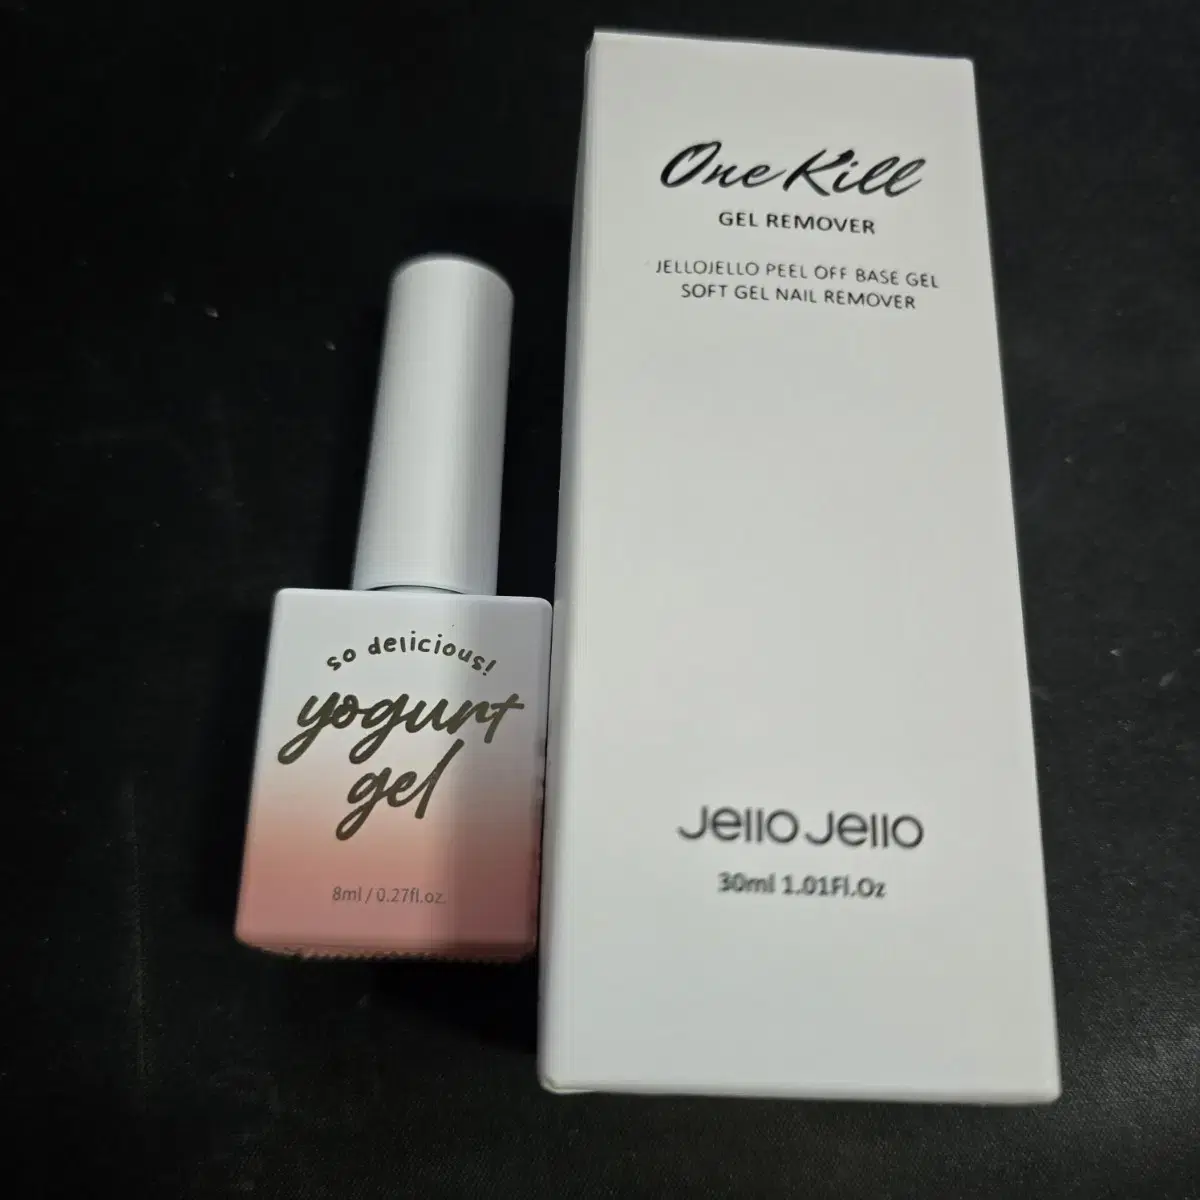 One Kill
GEL REMOVER
JELLOJELLO PEEL OFF BASE GEL
SOFT GEL NAIL REMOVER
Jello Jello
30ml 1.01Fl.Oz
so delicious!
yogurt
gel
8ml / 0.27fl.oz.